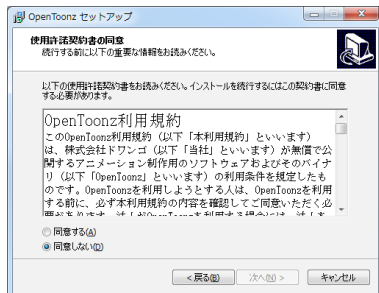 OpenToonz セットアップ
使用許諾契約書の同意
続行する前に以下の重要な情報をお読みください。
以下の使用許諾契約書をお読みください。インストールを続行するにはこの契約書に同意
する必要があります。
OpenToonz利用規約
このOpenToonz利用規約（以下「本利用規約」といいます）
は、株式会社ドワンゴ（以下「当社」といいます）が無償で公
開するアニメーション制作用のソフトウェアおよびそのバイナ
リ（以下「OpenToonz」といいます）の利用条件を規定したも
のです。OpenToonzを利用しようとする人は、OpenToonzを利用
する前に、必ず本利用規約の内容を確認してご同意いただく必
同意する(A)
同意しない(D)
< 戻る(B)
次へ(N) >
キャンセル